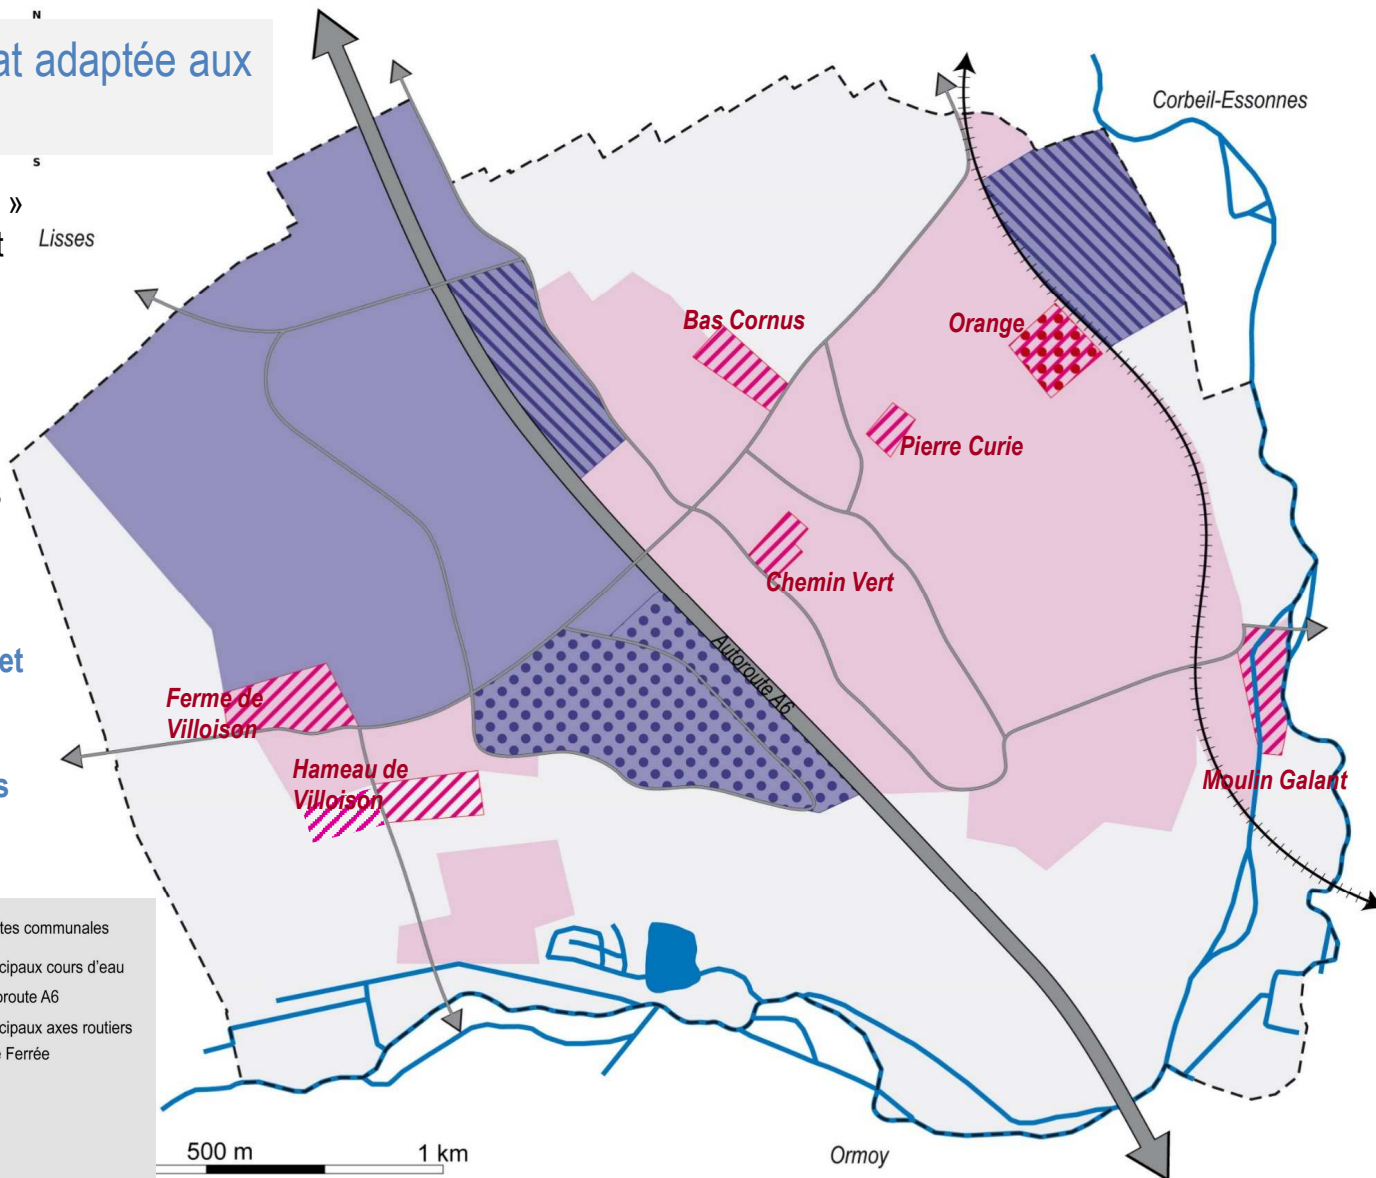 N
at adaptée aux
S
»
t
Lisses
Corbeil-Essonnes
Bas Cornus
Orange
Pierre Curie
Chemin Vert
et
Autoroute A6
Ferme de
Villoison
Hameau de
Villoison
s
Moulin Galant
tes communales
cipaux cours d'eau
oroute A6
cipaux axes routiers
e Ferrée
500 m
1 km
Ormoy